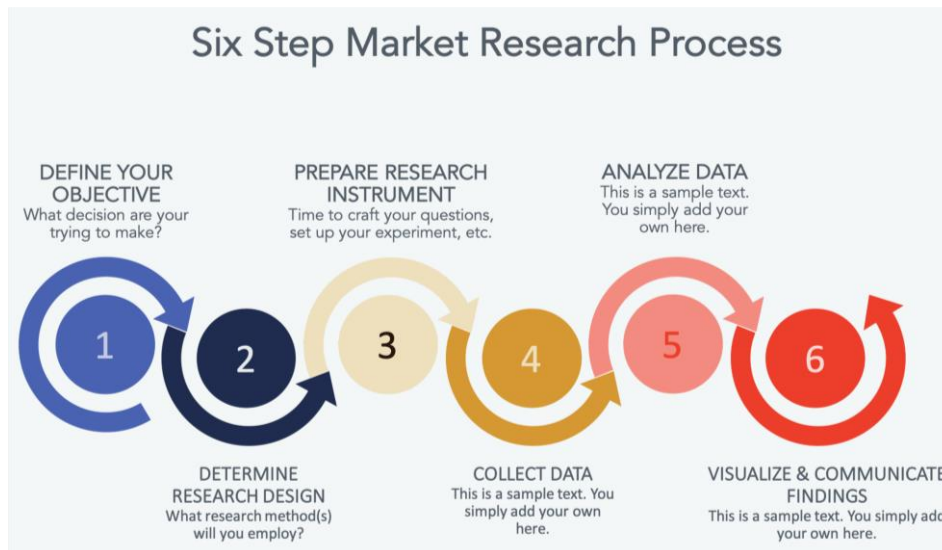 Six Step Market Research Process
DEFINE YOUR
OBJECTIVE
What decision are your
trying to make?
PREPARE RESEARCH
INSTRUMENT
Time to craft your questions,
set up your experiment, etc.
ANALYZE DATA
This is a sample text.
You simply add your
own here.
1
2
3
4
5
6
DETERMINE
RESEARCH DESIGN
What research method(s)
will you employ?
COLLECT DATA
This is a sample text. You
simply add your own
here.
VISUALIZE & COMMUNICATE
FINDINGS
This is a sample text. You simply add
your own here.